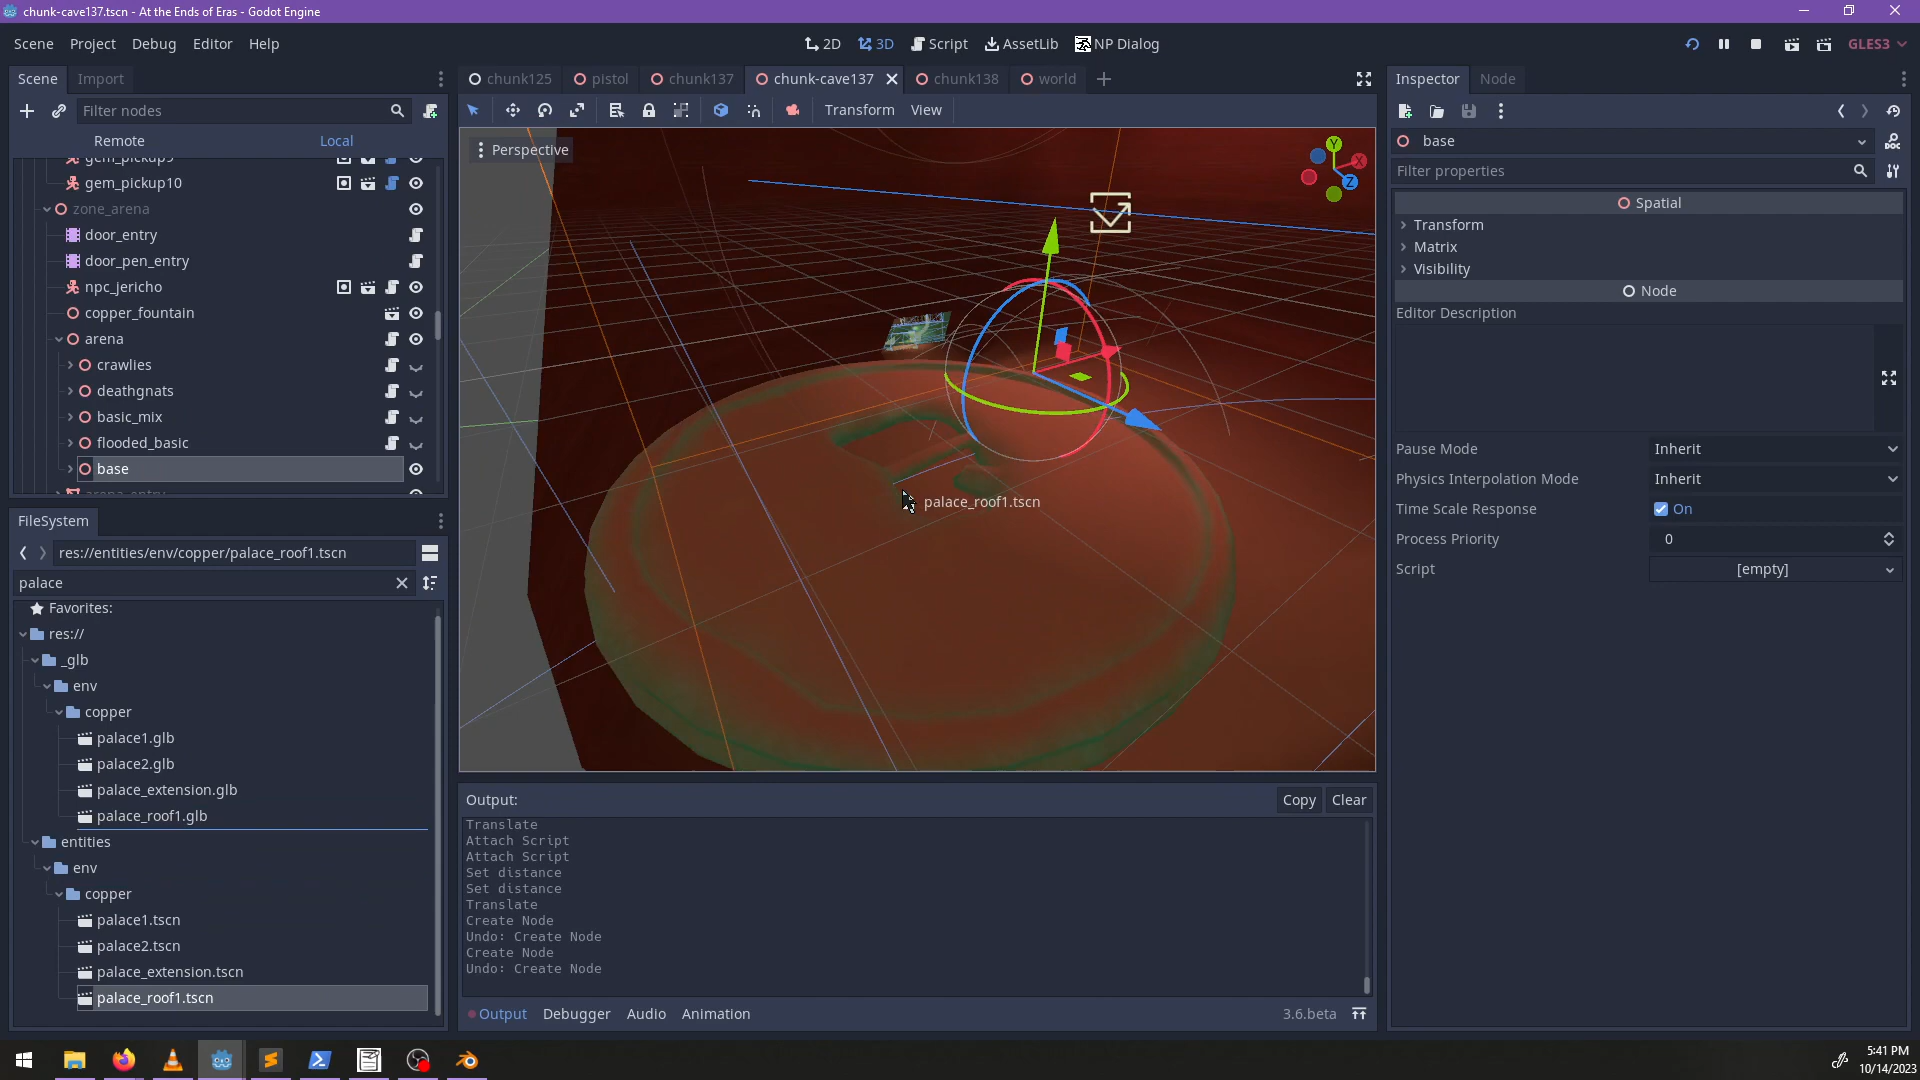 chunk-cave137.tscn - At the Ends of Eras - Godot Engine
Scene Project Debug Editor Help
2D 3D Script AssetLib NP Dialog
GLES3
Scene Import
chunk125 pistol chunk137 chunk-cave137 chunk138 world
Inspector Node
Filter nodes
Transform View
Remote Local
base
Perspective
Y
X
Z
Filter properties
gem_pickup9
gem_pickup10
zone_arena
door_entry
door_pen_entry
npc_jericho
copper_fountain
arena
crawlies
deathgnats
basic_mix
flooded_basic
base
arena_entry
Spatial
Transform
Matrix
Visibility
Node
Editor Description
Pause Mode Inherit
Physics Interpolation Mode Inherit
Time Scale Response On
Process Priority 0
Script [empty]
palace_roof1.tscn
FileSystem
res://entities/env/copper/palace_roof1.tscn
palace
Favorites:
res://
_glb
env
copper
palace1.glb
palace2.glb
palace_extension.glb
palace_roof1.glb
entities
env
copper
palace1.tscn
palace2.tscn
palace_extension.tscn
palace_roof1.tscn
Output: Copy Clear
Translate
Attach Script
Attach Script
Set distance
Set distance
Translate
Create Node
Undo: Create Node
Create Node
Undo: Create Node
Output Debugger Audio Animation 3.6.beta
5:41 PM
10/14/2023